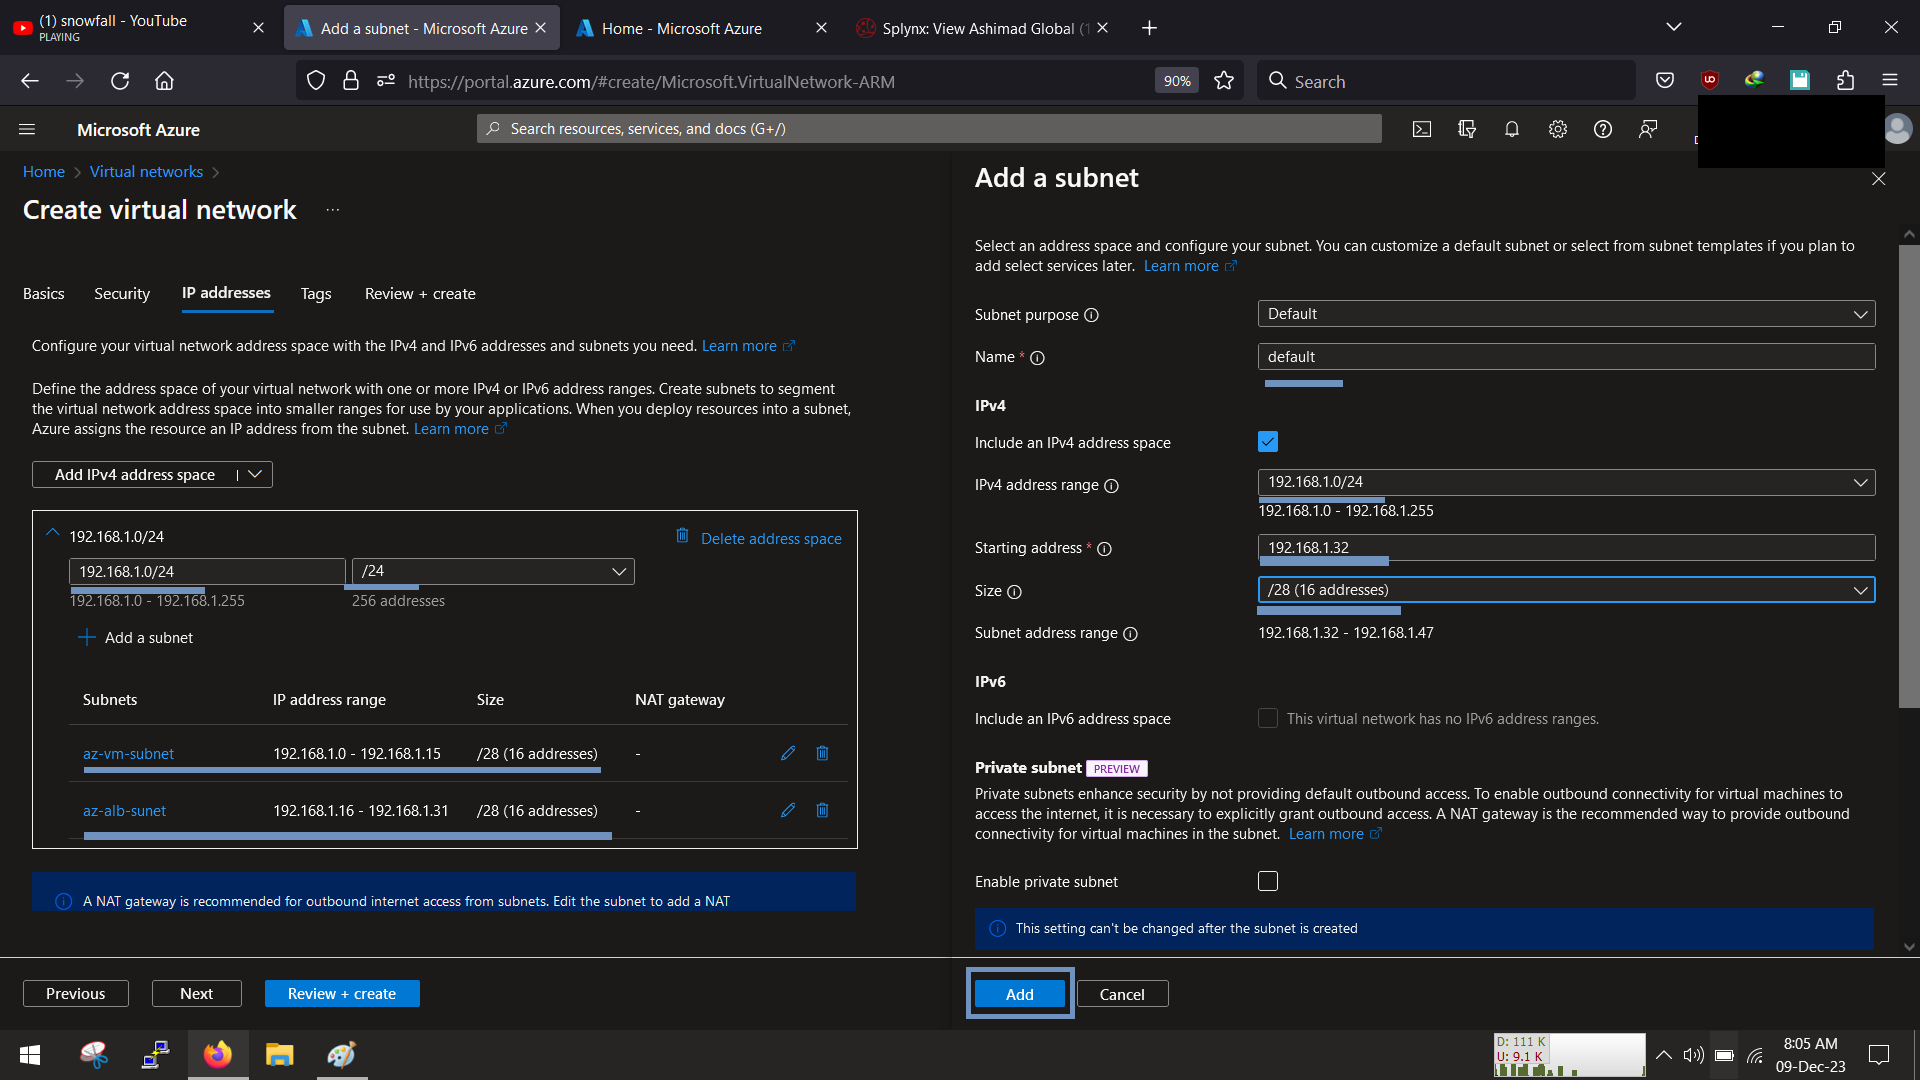 (1) snowfall - YouTube
PLAYING
Add a subnet - Microsoft Azure
Home - Microsoft Azure
Splynx: View Ashimad Global (1
https://portal.azure.com/#create/Microsoft.VirtualNetwork-ARM
90%
Search
Microsoft Azure
Search resources, services, and docs (G+/)
Home > Virtual networks >
Create virtual network ...
Basics
Security
IP addresses
Tags
Review + create
Configure your virtual network address space with the IPv4 and IPv6 addresses and subnets you need. Learn more
Define the address space of your virtual network with one or more IPv4 or IPv6 address ranges. Create subnets to segment
the virtual network address space into smaller ranges for use by your applications. When you deploy resources into a subnet,
Azure assigns the resource an IP address from the subnet. Learn more
Add IPv4 address space |
192.168.1.0/24
Delete address space
192.168.1.0/24
/24
192.168.1.0 - 192.168.1.255
256 addresses
+ Add a subnet
Subnets IP address range Size NAT gateway
az-vm-subnet 192.168.1.0 - 192.168.1.15 /28 (16 addresses) -
az-alb-sunet 192.168.1.16 - 192.168.1.31 /28 (16 addresses) -
A NAT gateway is recommended for outbound internet access from subnets. Edit the subnet to add a NAT
Previous
Next
Review + create
Add a subnet
Select an address space and configure your subnet. You can customize a default subnet or select from subnet templates if you plan to
add select services later. Learn more
Subnet purpose
Default
Name *
default
IPv4
Include an IPv4 address space
IPv4 address range
192.168.1.0/24
192.168.1.0 - 192.168.1.255
Starting address *
192.168.1.32
Size
/28 (16 addresses)
Subnet address range
192.168.1.32 - 192.168.1.47
IPv6
Include an IPv6 address space
This virtual network has no IPv6 address ranges.
Private subnet PREVIEW
Private subnets enhance security by not providing default outbound access. To enable outbound connectivity for virtual machines to
access the internet, it is necessary to explicitly grant outbound access. A NAT gateway is the recommended way to provide outbound
connectivity for virtual machines in the subnet. Learn more
Enable private subnet
This setting can't be changed after the subnet is created
Add
Cancel
D: 111 K
U: 9.1 K
8:05 AM
09-Dec-23